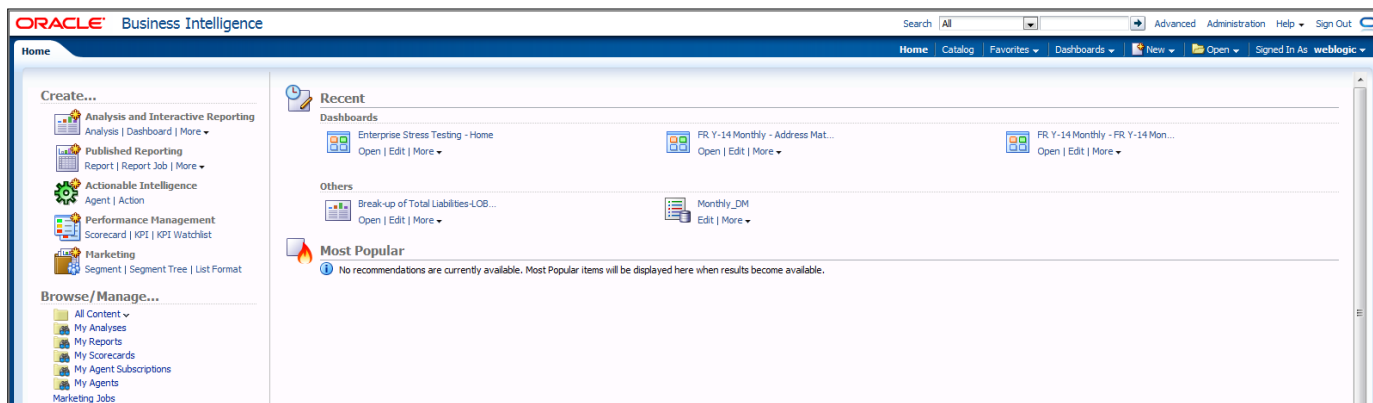 ORACLE Business Intelligence
Search All Advanced Administration Help Sign Out
Home
Home Catalog Favorites Dashboards New Open Signed In As weblogic
Create...
Analysis and Interactive Reporting
Analysis | Dashboard | More
Published Reporting
Report | Report Job | More
Actionable Intelligence
Agent | Action
Performance Management
Scorecard | KPI | KPI Watchlist
Marketing
Segment | Segment Tree | List Format
Browse/Manage...
All Content
My Analyses
My Reports
My Scorecards
My Agent Subscriptions
My Agents
Marketing Jobs
Recent
Dashboards
Enterprise Stress Testing - Home
Open | Edit | More
FR Y-14 Monthly - Address Mat...
Open | Edit | More
FR Y-14 Monthly - FR Y-14 Mon...
Open | Edit | More
Others
Break-up of Total Liabilities-LOB...
Open | Edit | More
Monthly_DM
Edit | More
Most Popular
No recommendations are currently available. Most Popular items will be displayed here when results become available.